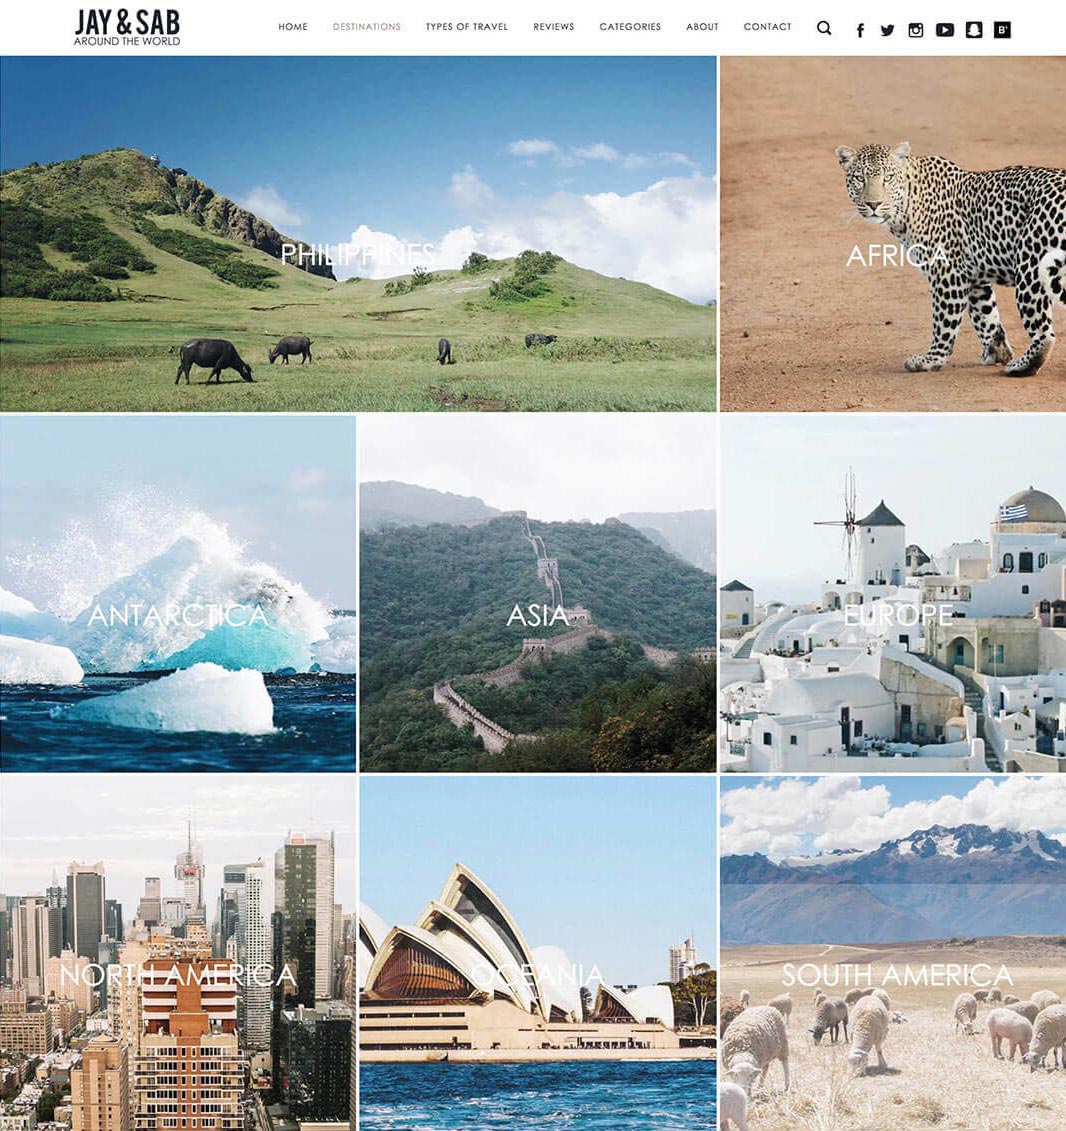 JAY & SAB
AROUND THE WORLD
HOME DESTINATIONS TYPES OF TRAVEL REVIEWS CATEGORIES ABOUT CONTACT
B+
PHILIPPINES
AFRICA
ANTARCTICA
ASIA
EUROPE
NORTH AMERICA
OCEANIA
SOUTH AMERICA